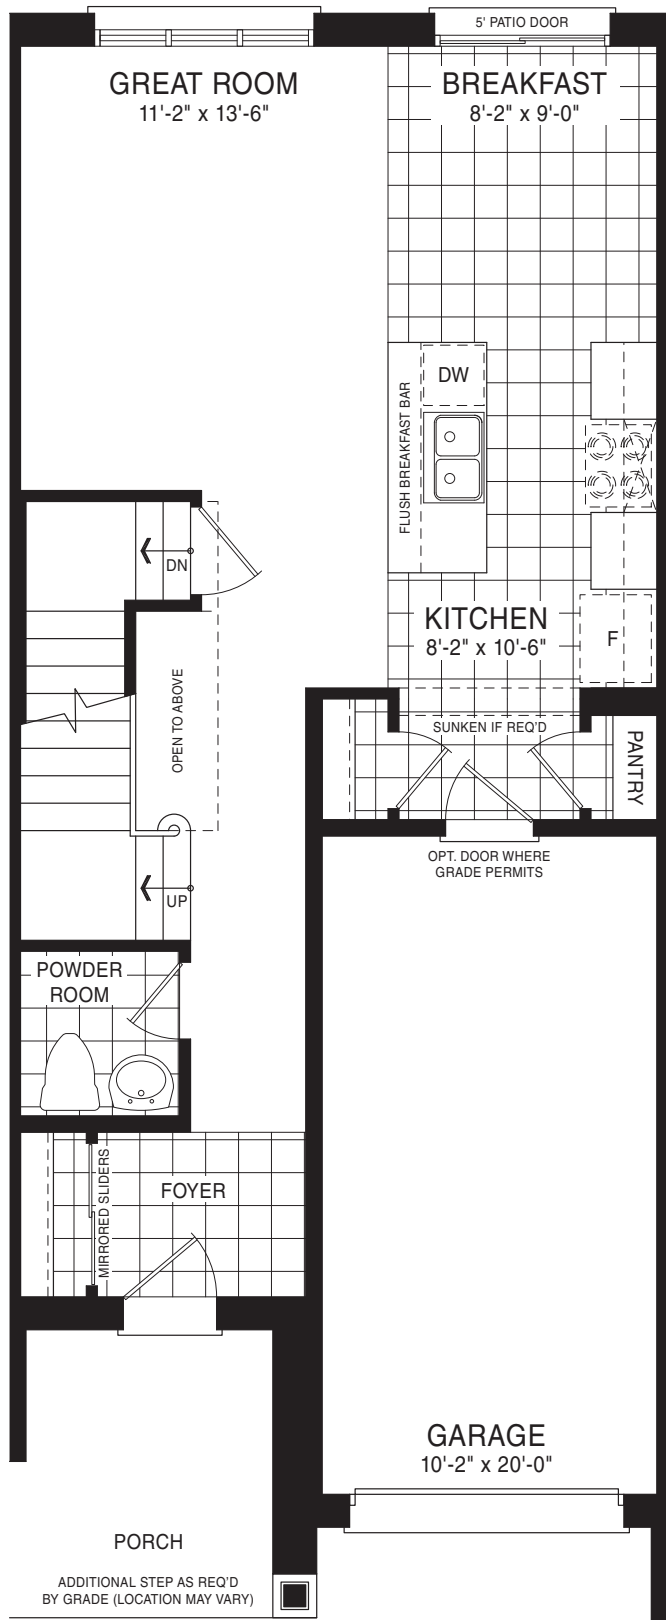 5' PATIO DOOR
GREAT ROOM
11'-2" x 13'-6"
BREAKFAST
8'-2" x 9'-0"
DW
FLUSH BREAKFAST BAR
DN
KITCHEN
8'-2" x 10'-6"
F
OPEN TO ABOVE
SUNKEN IF REQ'D
PANTRY
OPT. DOOR WHERE
GRADE PERMITS
UP
POWDER
ROOM
MIRRORED SLIDERS
FOYER
GARAGE
10'-2" x 20'-0"
PORCH
ADDITIONAL STEP AS REQ'D
BY GRADE (LOCATION MAY VARY)